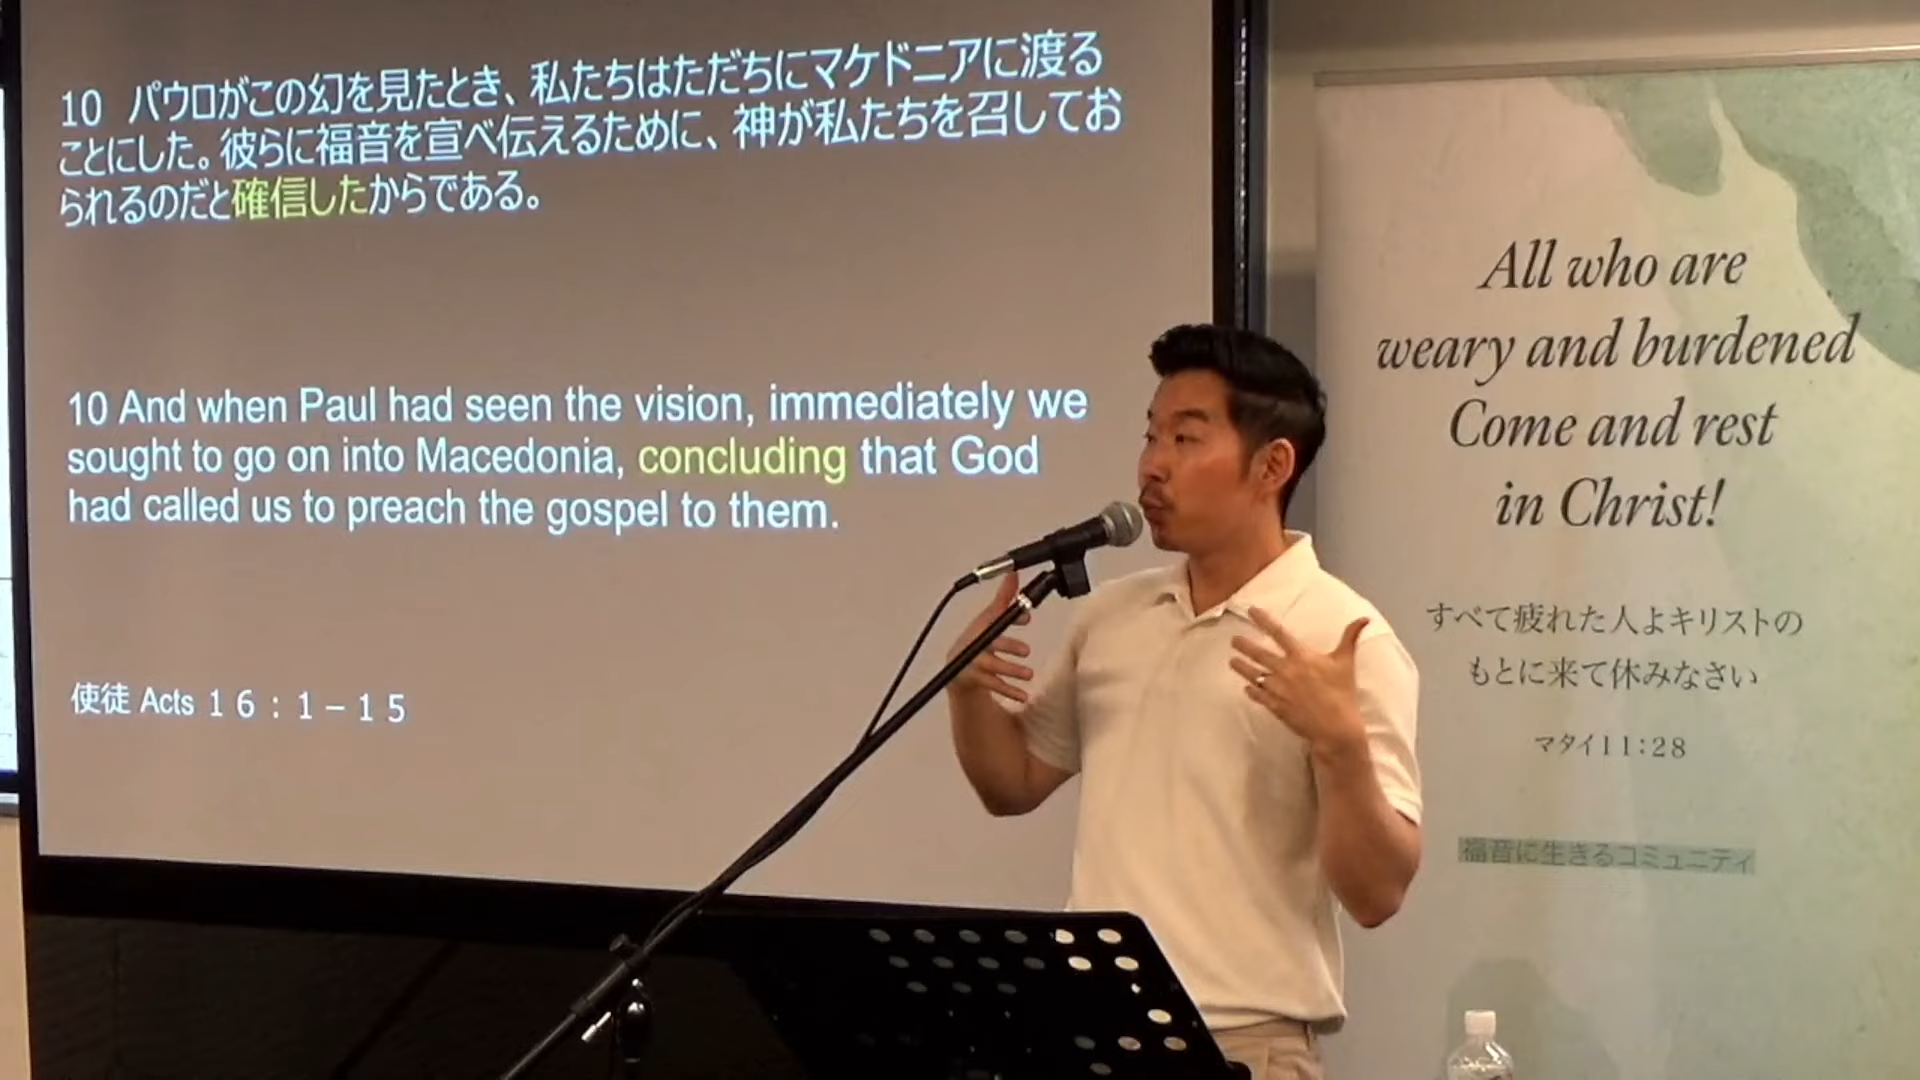 10 パウロがこの幻を見たとき、私たちはただちにマケドニアに渡る
ことにした。彼らに福音を宣べ伝えるために、神が私たちを召してお
られるのだと確信したからである。
10 And when Paul had seen the vision, immediately we
sought to go on into Macedonia, concluding that God
had called us to preach the gospel to them.
使徒 Acts １６：１－１５
All who are
weary and burdened
Come and rest
in Christ!
すべて疲れた人よキリストの
もとに来て休みなさい
マタイ11:28
福音に生きるコミュニティ